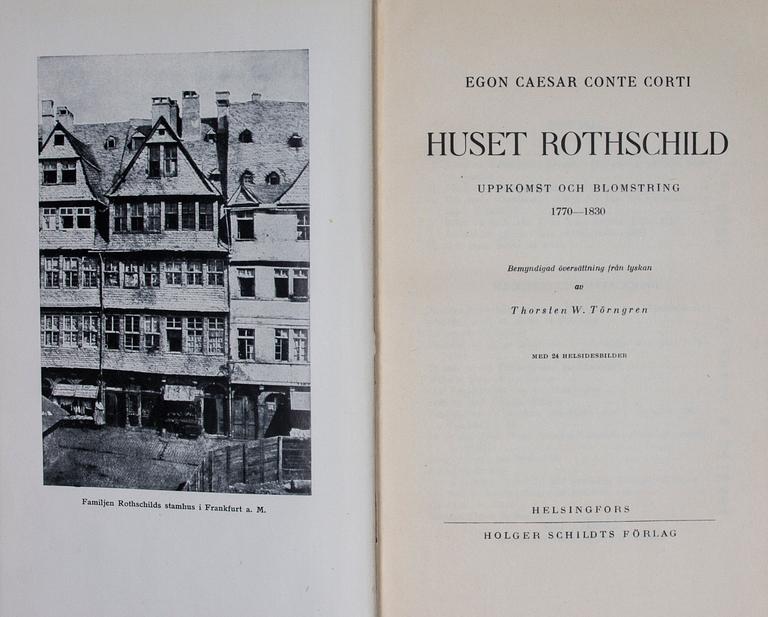 Familjen Rothschilds stamhus i Frankfurt a. M.
EGON CAESAR CONTE CORTI
HUSET ROTHSCHILD
UPPKOMST OCH BLOMSTRING
1770—1830
Bemyndigad översättning från tyskan
av
Thorsten W. Törngren
MED 24 HELSIDESBILDER
HELSINGFORS
HOLGER SCHILDTS FÖRLAG